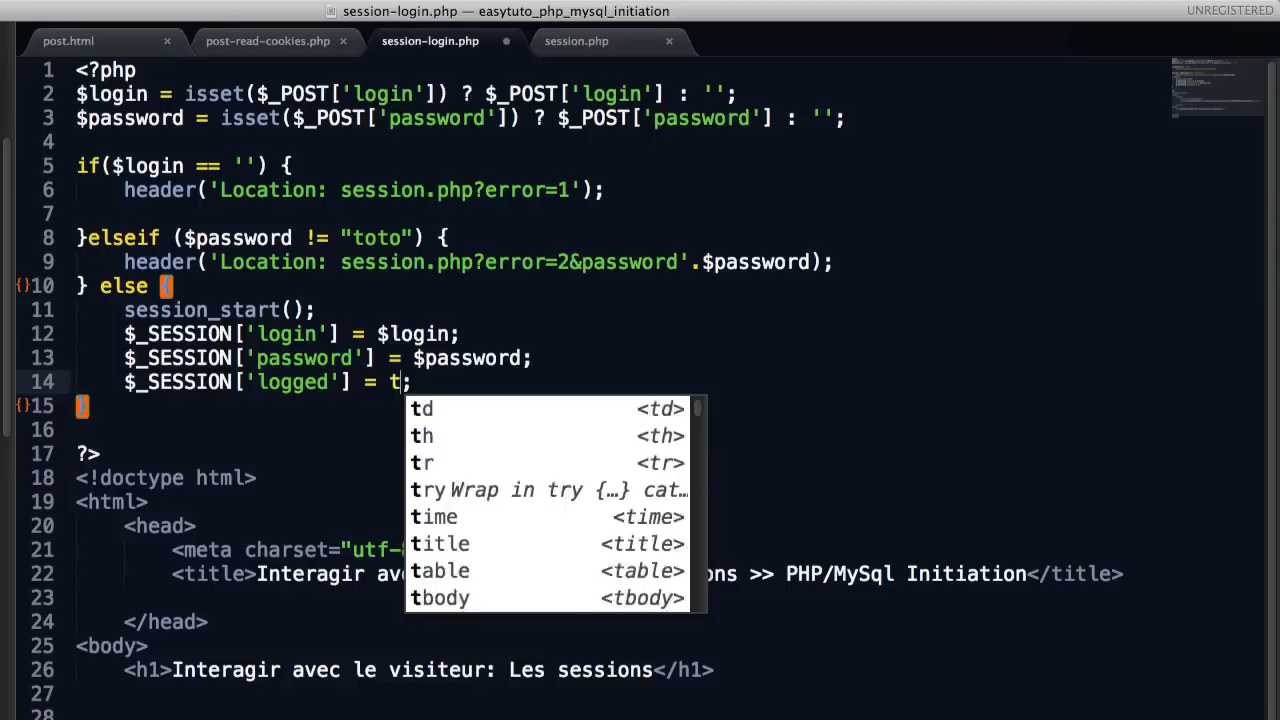 session-login.php — easytuto_php_mysql_initiation
UNREGISTERED
post.html × post-read-cookies.php × session-login.php session.php ×
1 <?php
2 $login = isset($_POST['login']) ? $_POST['login'] : '';
3 $password = isset($_POST['password']) ? $_POST['password'] : '';
4
5 if($login == '') {
6 header('Location: session.php?error=1');
7
8 }elseif ($password != "toto") {
9 header('Location: session.php?error=2&password'.$password);
{}10 } else {
11 session_start();
12 $_SESSION['login'] = $login;
13 $_SESSION['password'] = $password;
14 $_SESSION['logged'] = t;
{}15 }
td <td>
th <th>
tr <tr>
try Wrap in try {…} cat…
time <time>
title <title>
table <table>
tbody <tbody>
16
17 ?>
18 <!doctype html>
19 <html>
20 <head>
21 <meta charset="utf-
22 <title>Interagir av ons >> PHP/MySql Initiation</title>
23
24 </head>
25 <body>
26 <h1>Interagir avec le visiteur: Les sessions</h1>
27
28